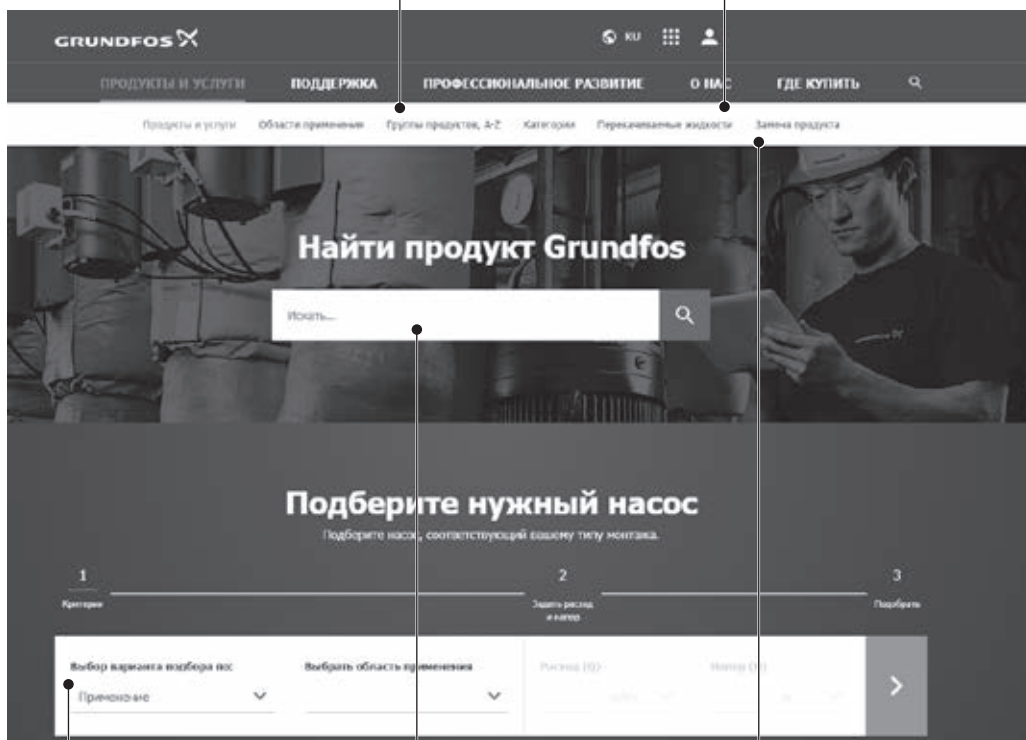 GRUNDFOS
KU
ПРОДУКТЫ И УСЛУГИ ПОДДЕРЖКА ПРОФЕССИОНАЛЬНОЕ РАЗВИТИЕ О НАС ГДЕ КУПИТЬ
Продукты и услуги Области применения Группы продуктов, A-Z Категории Перекачиваемые жидкости Замена продукта
Найти продукт Grundfos
Искать...
Подберите нужный насос
Подберите насос, соответствующий вашему типу монтажа.
1 2 3
Критерии Задать расход Подобрать
и напор
Выбор варианта подбора по: Выбрать область применения Расход (Q) Напор (H)
Применение